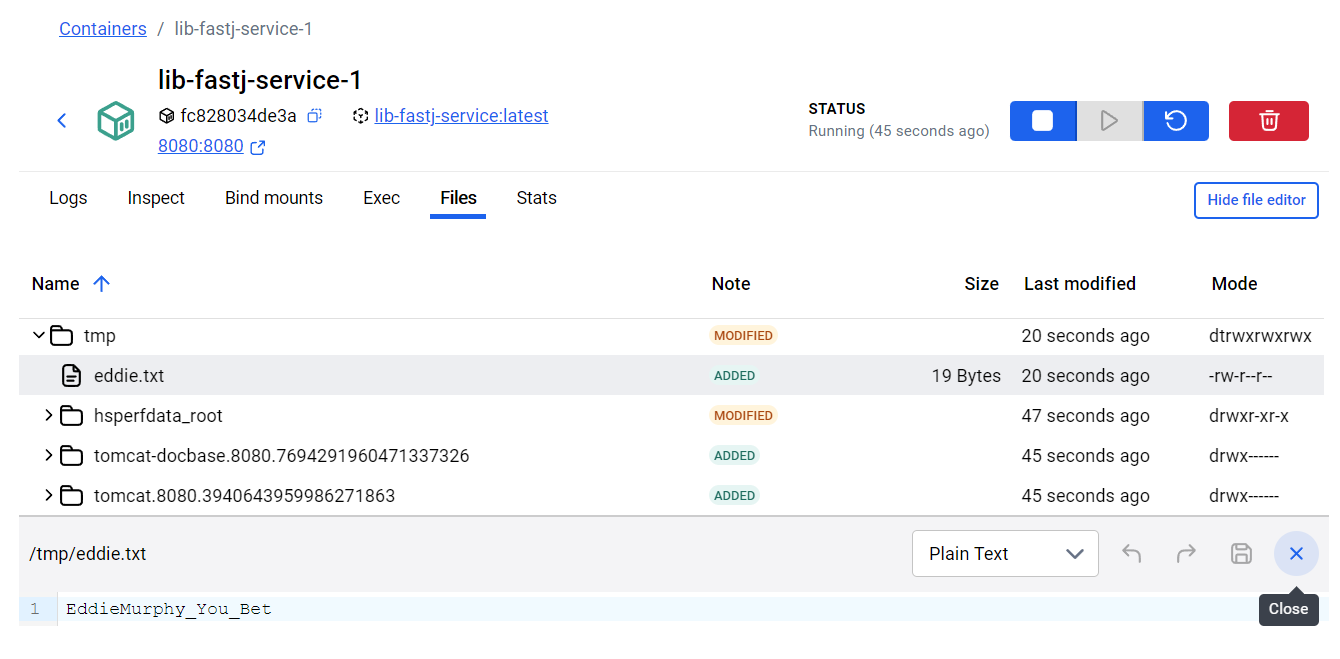 Containers / lib-fastj-service-1
lib-fastj-service-1
fc828034de3a lib-fastj-service:latest
8080:8080
STATUS
Running (45 seconds ago)
Logs Inspect Bind mounts Exec Files Stats
Hide file editor
Name Note Size Last modified Mode
tmp MODIFIED 20 seconds ago dtrwxrwxrwx
eddie.txt ADDED 19 Bytes 20 seconds ago -rw-r--r--
hsperfdata_root MODIFIED 47 seconds ago drwxr-xr-x
tomcat-docbase.8080.7694291960471337326 ADDED 45 seconds ago drwx------
tomcat.8080.3940643959986271863 ADDED 45 seconds ago drwx------
/tmp/eddie.txt Plain Text
1 EddieMurphy_You_Bet
Close